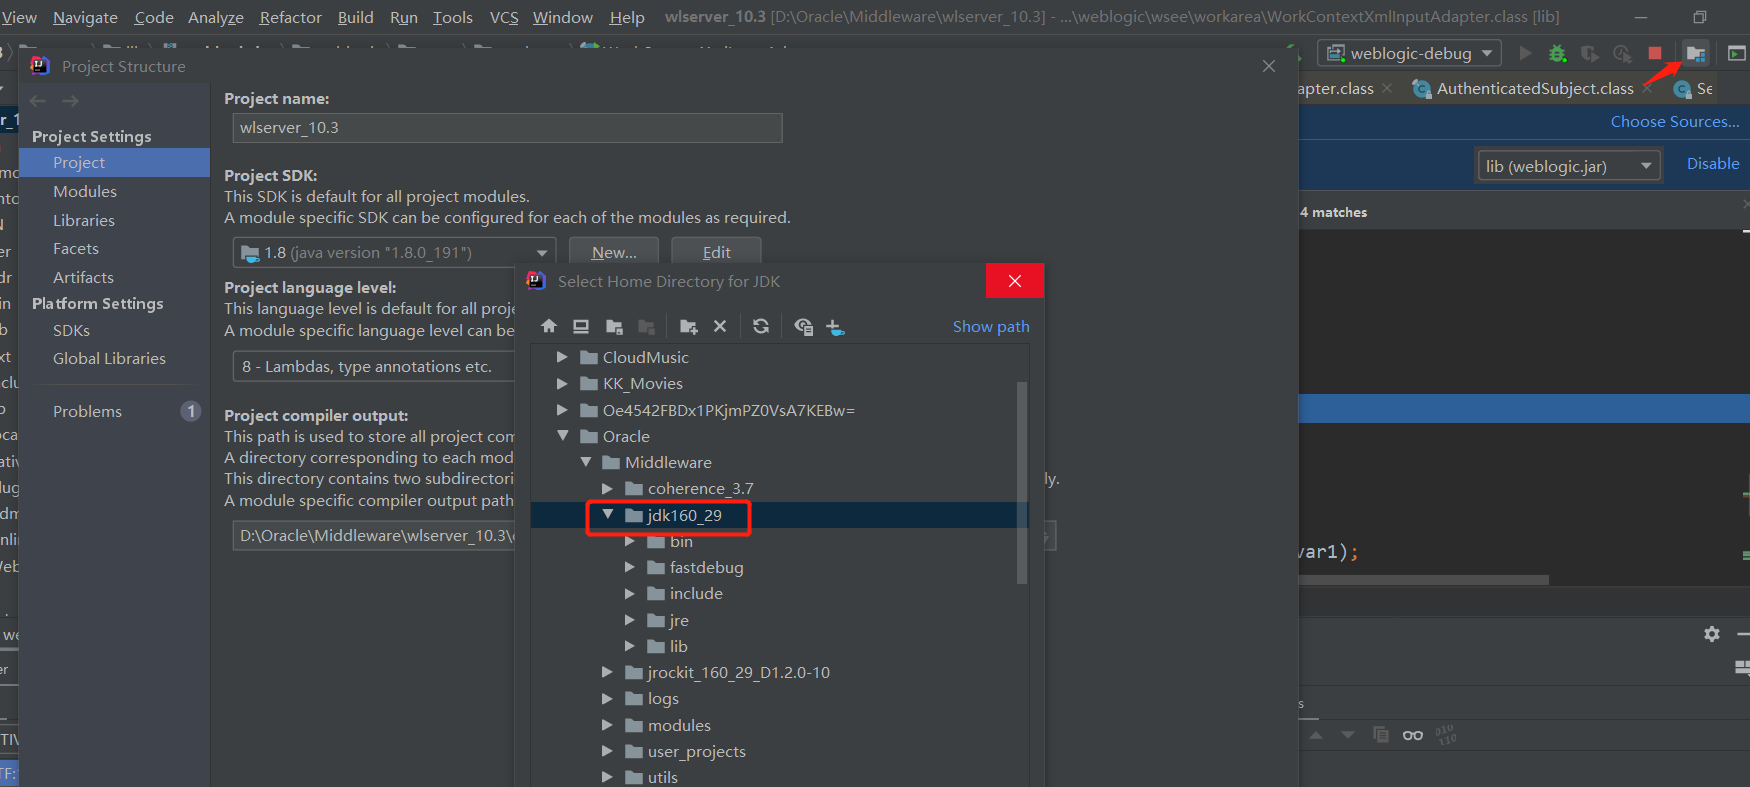 View Navigate Code Analyze Refactor Build Run Tools VCS Window Help wlserver_10.3 [D:\Oracle\Middleware\wlserver_10.3] - ...\weblogic\wsee\workarea\WorkContextXmlInputAdapter.class [lib]
weblogic-debug
Project Structure
apter.class AuthenticatedSubject.class Se
Choose Sources...
lib (weblogic.jar) Disable
4 matches
Project Settings
Project
Modules
Libraries
Facets
Artifacts
Platform Settings
SDKs
Global Libraries
Problems 1
Project name:
wlserver_10.3
Project SDK:
This SDK is default for all project modules.
A module specific SDK can be configured for each of the modules as required.
1.8 (java version "1.8.0_191") New... Edit
Project language level:
This language level is default for all proje
A module specific language level can be
8 - Lambdas, type annotations etc.
Project compiler output:
This path is used to store all project com
A directory corresponding to each mod
This directory contains two subdirectori ly.
A module specific compiler output path
D:\Oracle\Middleware\wlserver_10.3\
Select Home Directory for JDK
Show path
CloudMusic
KK_Movies
Oe4542FBDx1PKjmPZ0VsA7KEBw=
Oracle
Middleware
coherence_3.7
jdk160_29
bin
fastdebug
include
jre
lib
jrockit_160_29_D1.2.0-10
logs
modules
user_projects
utils
var1);